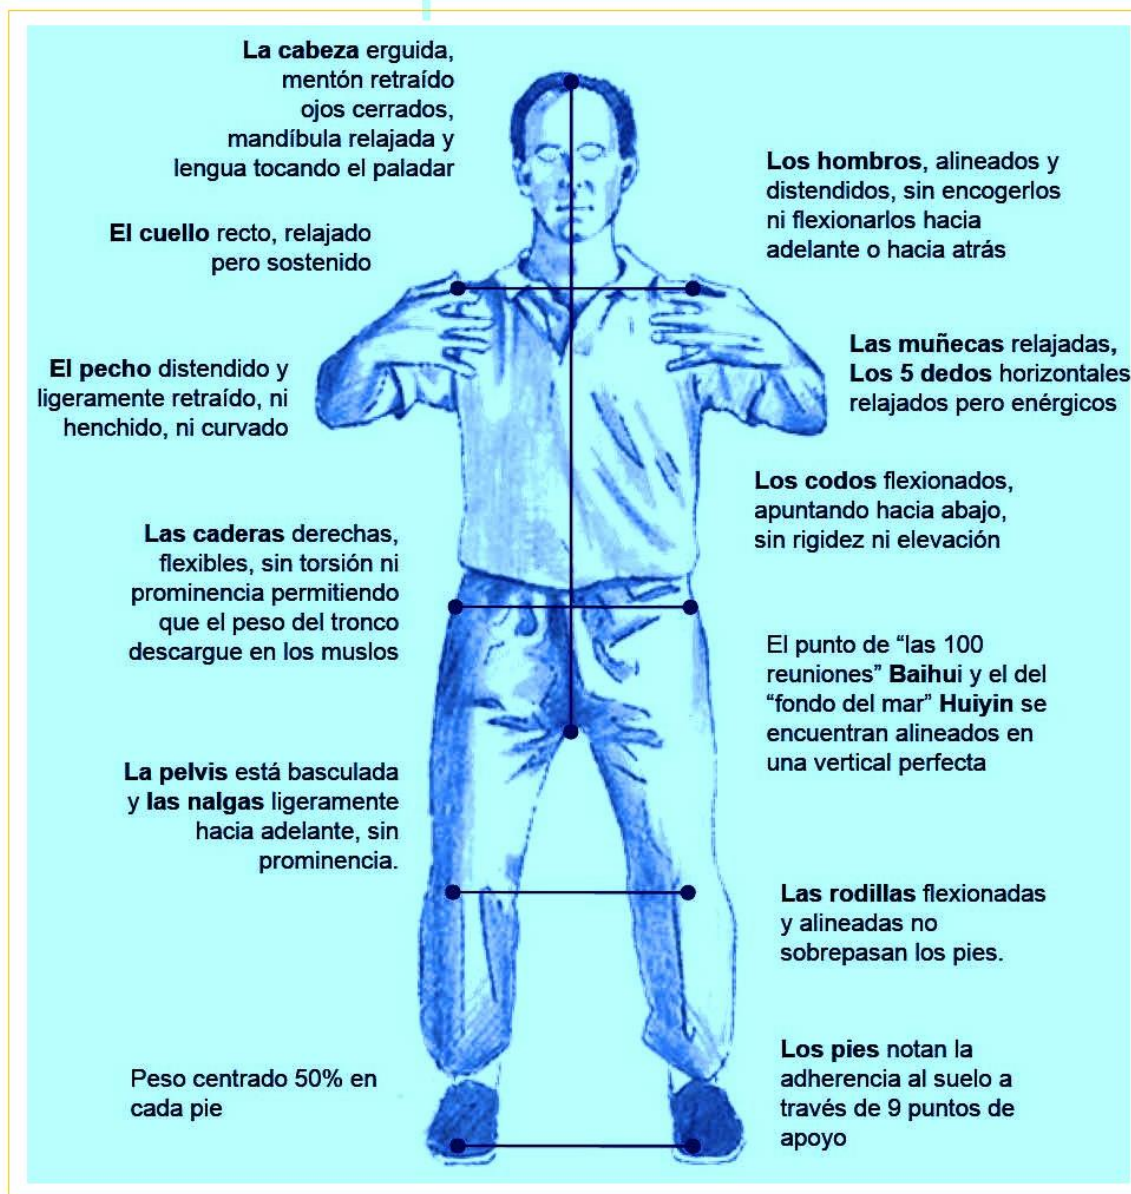 La cabeza erguida,
mentón retraído
ojos cerrados,
mandíbula relajada y
lengua tocando el paladar
El cuello recto, relajado
pero sostenido
El pecho distendido y
ligeramente retraído, ni
henchido, ni curvado
Las caderas derechas,
flexibles, sin torsión ni
prominencia permitiendo
que el peso del tronco
descargue en los muslos
La pelvis está basculada
y las nalgas ligeramente
hacia adelante, sin
prominencia.
Peso centrado 50% en
cada pie
Los hombros, alineados y
distendidos, sin encogerlos
ni flexionarlos hacia
adelante o hacia atrás
Las muñecas relajadas,
Los 5 dedos horizontales
relajados pero enérgicos
Los codos flexionados,
apuntando hacia abajo,
sin rigidez ni elevación
El punto de “las 100
reuniones” Baihui y el del
“fondo del mar” Huiyin se
encuentran alineados en
una vertical perfecta
Las rodillas flexionadas
y alineadas no
sobrepasan los pies.
Los pies notan la
adherencia al suelo a
través de 9 puntos de
apoyo